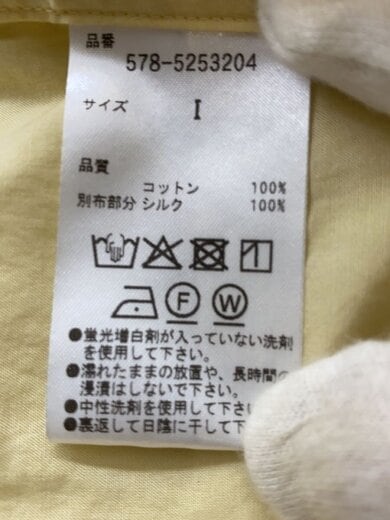 品番
578-5253204
サイズ I
品質
コットン 100%
別布部分 シルク 100%
F W
●蛍光増白剤が入っていない洗剤
を使用して下さい。
●濡れたままの放置や、長時間の
浸漬はしないで下さい。
●中性洗剤を使用して下
●裏返して日陰に干して下